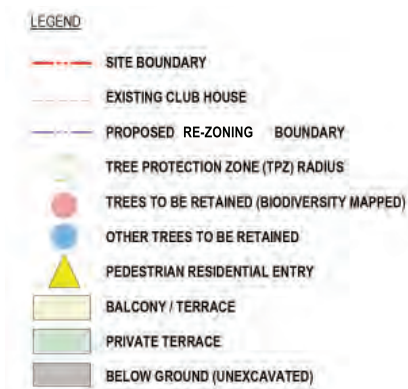 LEGEND
SITE BOUNDARY
EXISTING CLUB HOUSE
PROPOSED RE-ZONING BOUNDARY
TREE PROTECTION ZONE (TPZ) RADIUS
TREES TO BE RETAINED (BIODIVERSITY MAPPED)
OTHER TREES TO BE RETAINED
PEDESTRIAN RESIDENTIAL ENTRY
BALCONY / TERRACE
PRIVATE TERRACE
BELOW GROUND (UNEXCAVATED)